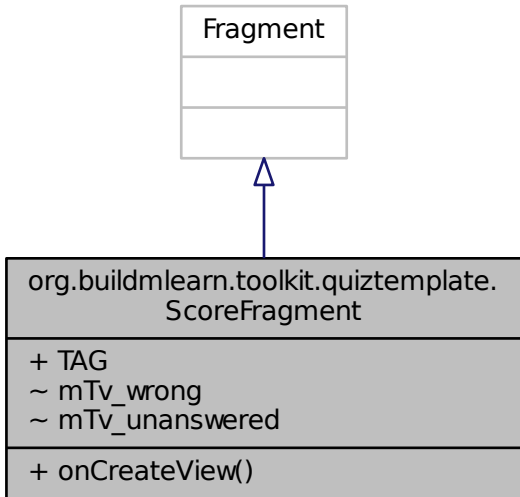 Fragment
org.buildmlearn.toolkit.quiztemplate.
ScoreFragment
+ TAG
~ mTv_wrong
~ mTv_unanswered
+ onCreateView()